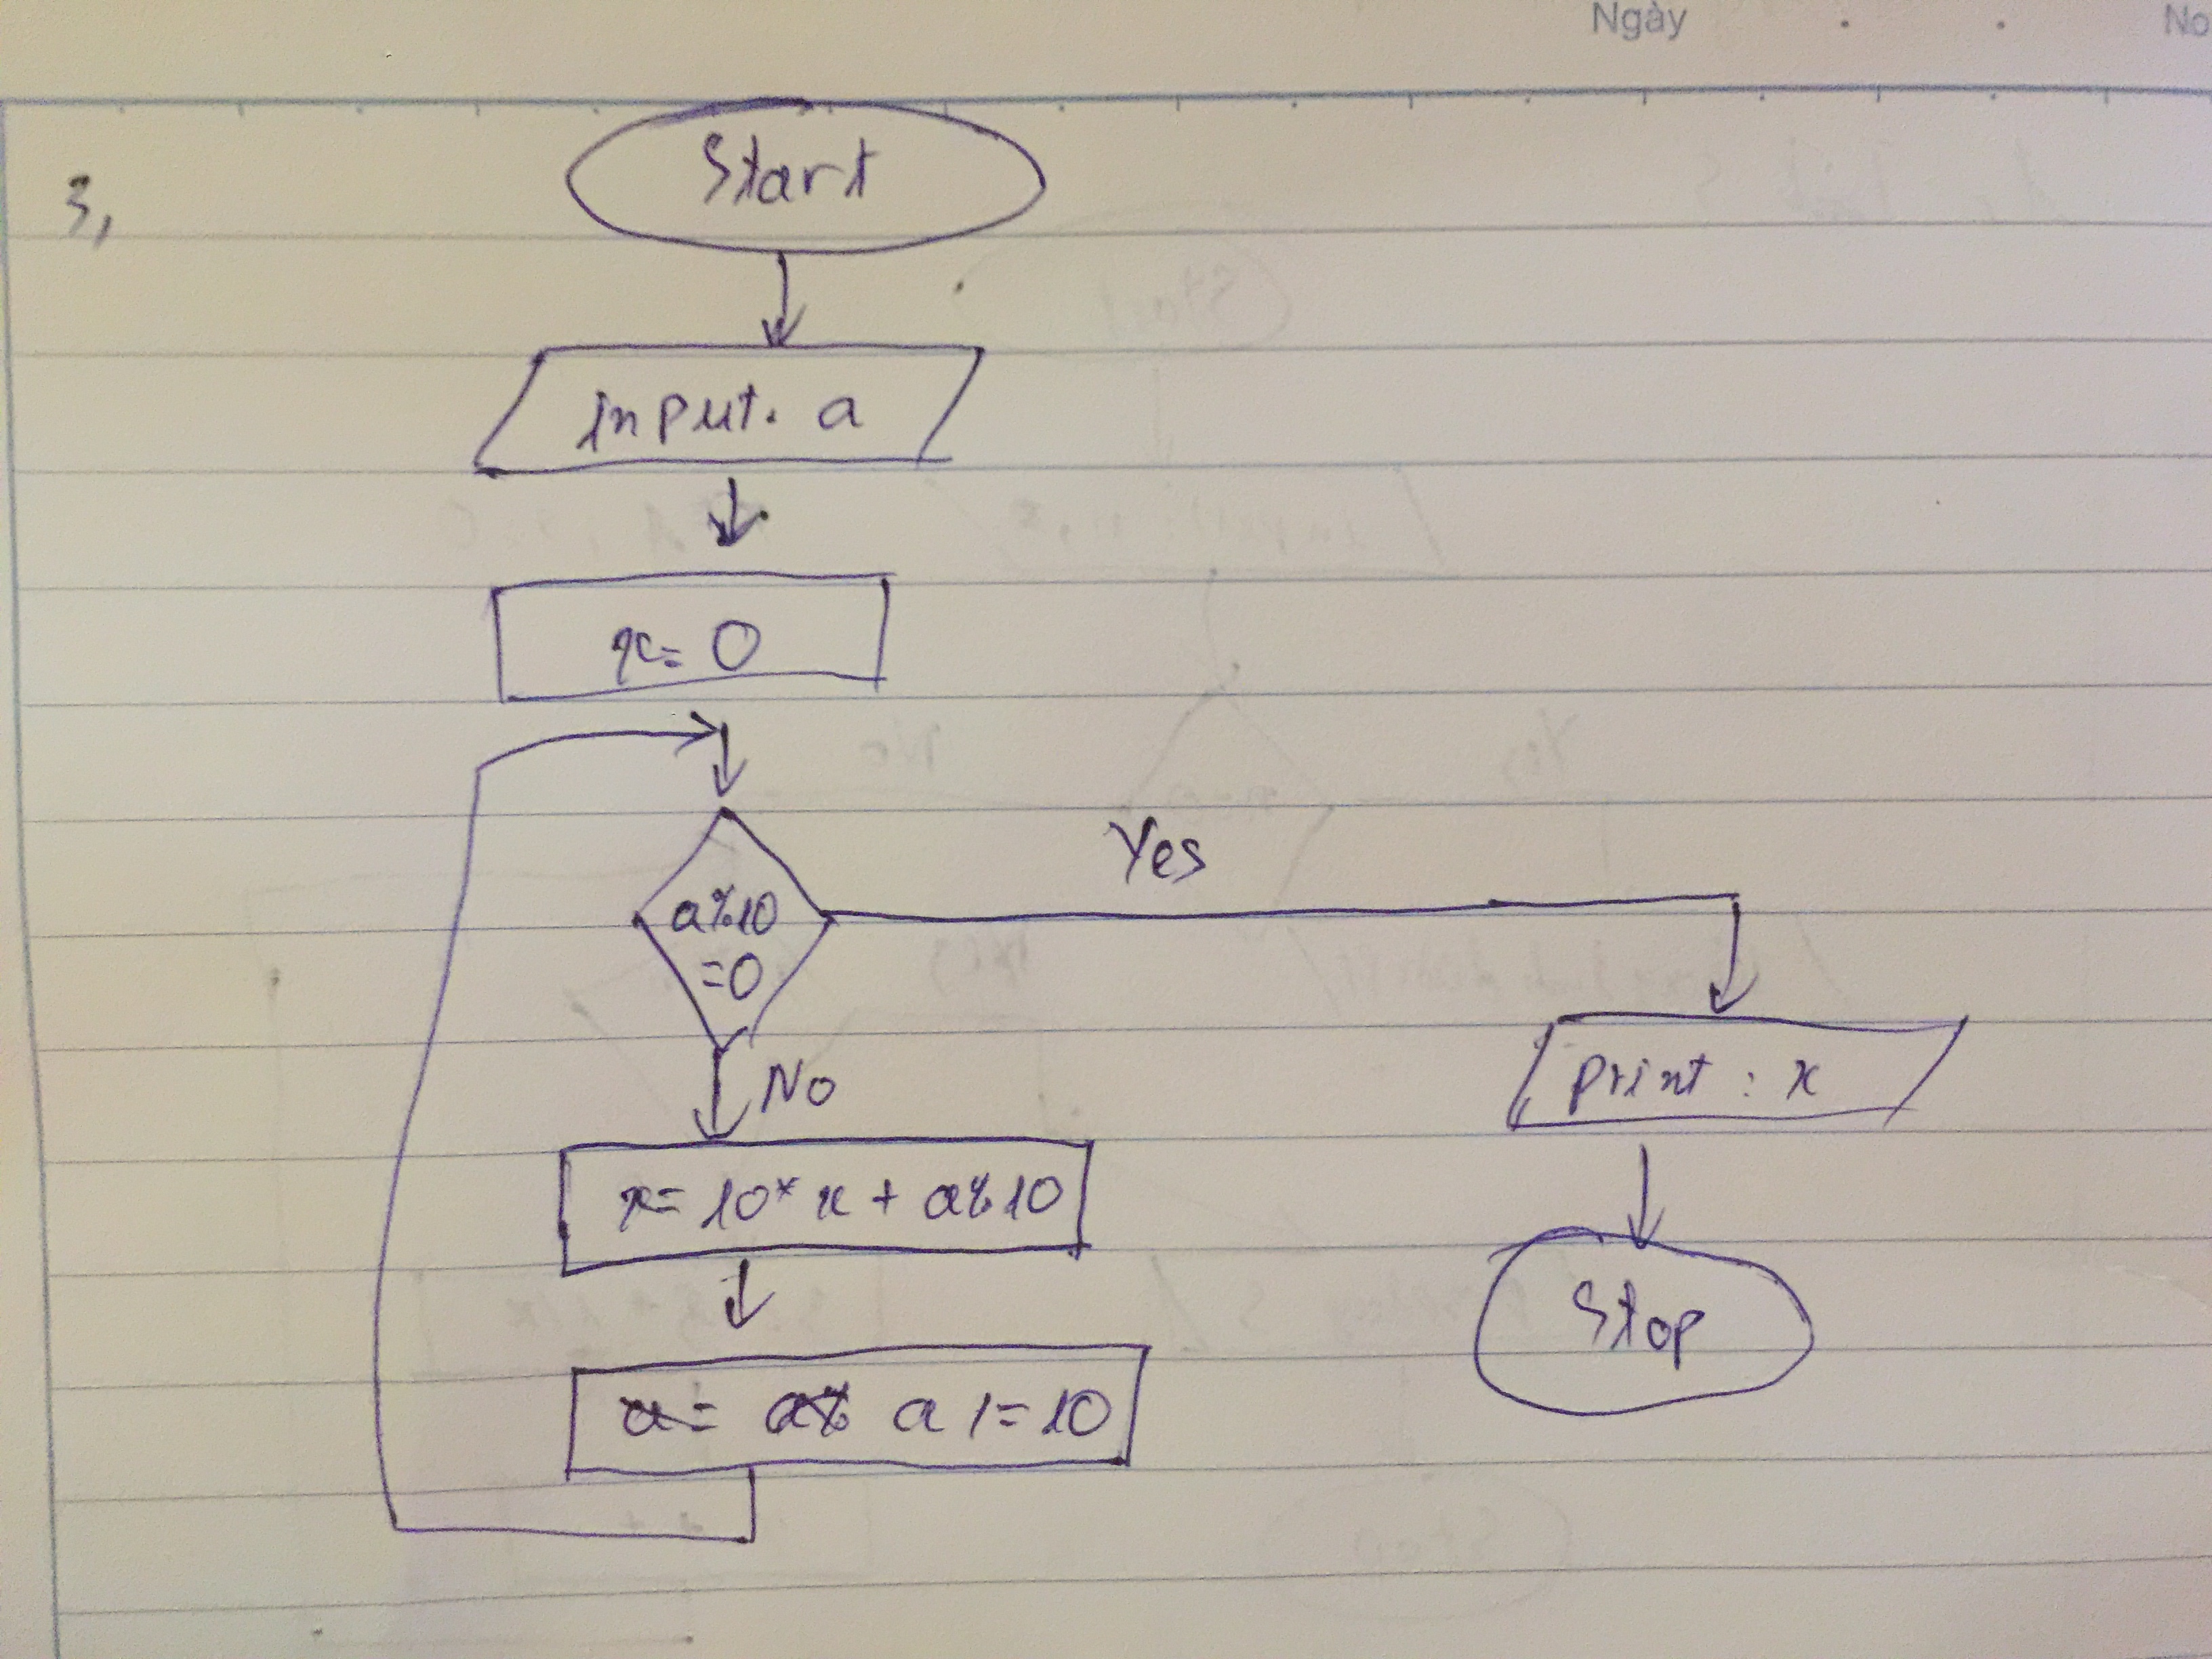 Ngày
No
3,
Start
Input. a
x = 0
a%10
= 0
Yes
No
x = 10* x + a%10
Print : x
a /= 10
Stop